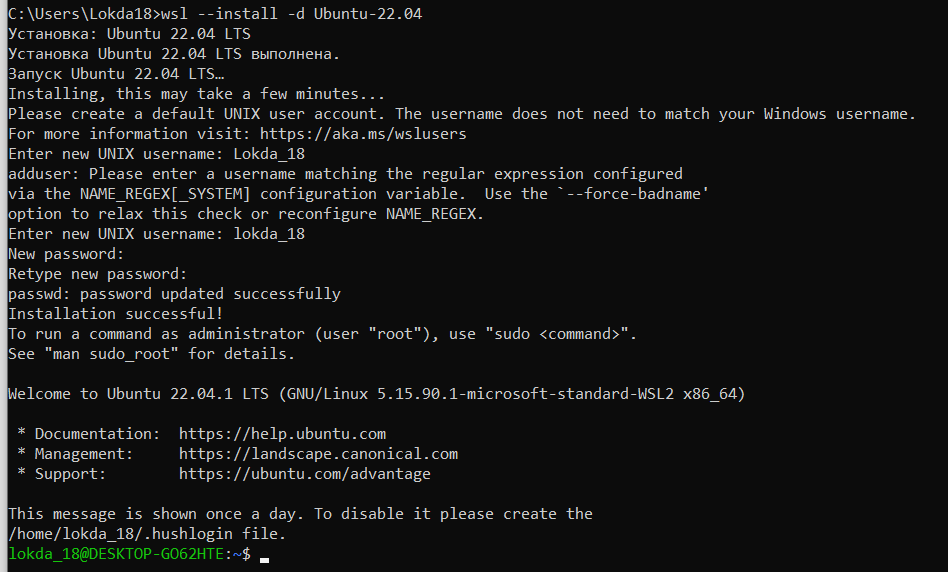 C:\Users\Lokda18>wsl --install -d Ubuntu-22.04
Установка: Ubuntu 22.04 LTS
Установка Ubuntu 22.04 LTS выполнена.
Запуск Ubuntu 22.04 LTS…
Installing, this may take a few minutes...
Please create a default UNIX user account. The username does not need to match your Windows username.
For more information visit: https://aka.ms/wslusers
Enter new UNIX username: Lokda_18
adduser: Please enter a username matching the regular expression configured
via the NAME_REGEX[_SYSTEM] configuration variable.  Use the `--force-badname'
option to relax this check or reconfigure NAME_REGEX.
Enter new UNIX username: lokda_18
New password:
Retype new password:
passwd: password updated successfully
Installation successful!
To run a command as administrator (user "root"), use "sudo <command>".
See "man sudo_root" for details.
Welcome to Ubuntu 22.04.1 LTS (GNU/Linux 5.15.90.1-microsoft-standard-WSL2 x86_64)
 * Documentation:  https://help.ubuntu.com
 * Management:     https://landscape.canonical.com
 * Support:        https://ubuntu.com/advantage
This message is shown once a day. To disable it please create the
/home/lokda_18/.hushlogin file.
lokda_18@DESKTOP-GO62HTE:~$